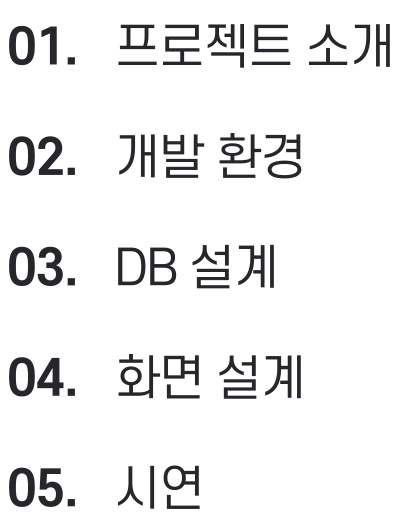 01. 프로젝트 소개
02. 개발 환경
03. DB 설계
04. 화면 설계
05. 시연